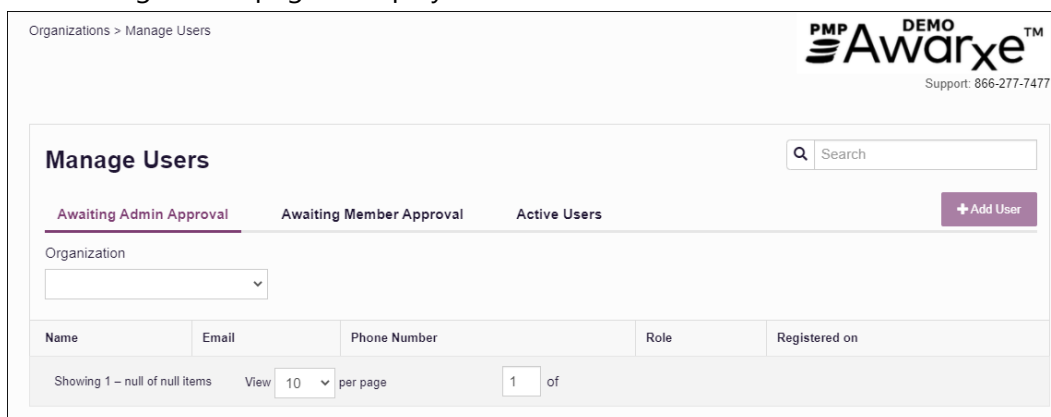 Organizations > Manage Users
PMP DEMO
Awarxe™
Support: 866-277-7477
Manage Users
Search
Awaiting Admin Approval Awaiting Member Approval Active Users
+ Add User
Organization
Name Email Phone Number Role Registered on
Showing 1 – null of null items View 10 per page 1 of